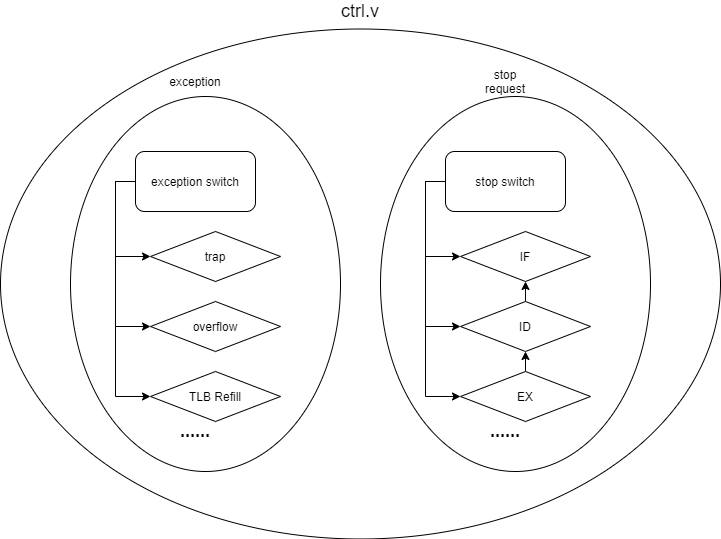 ctrl.v
exception
stop
request
exception switch
stop switch
trap
IF
overflow
ID
TLB Refill
EX
......
......